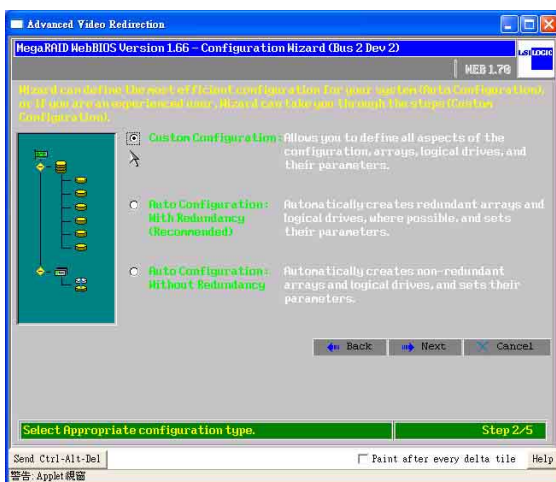 Advanced Video Redirection
MegaRAID WebBIOS Version 1.66 - Configuration Wizard (Bus 2 Dev 2)
LSI LOGIC
WEB 1.70
Wizard can define the most efficient configuration for your system (Auto Configuration),
or if you are an experienced user, Wizard can take you through the steps (Custom
Configuration).
Custom Configuration: Allows you to define all aspects of the
configuration, arrays, logical drives, and
their parameters.
Auto Configuration: Automatically creates redundant arrays and
With Redundancy logical drives, where possible, and sets
(Recommended) their parameters.
Auto Configuration: Automatically creates non-redundant
Without Redundancy arrays and logical drives, and sets their
parameters.
Back Next Cancel
Select Appropriate configuration type. Step 2/5
Send Ctrl-Alt-Del Paint after every delta tile Help
警告: Applet 視窗